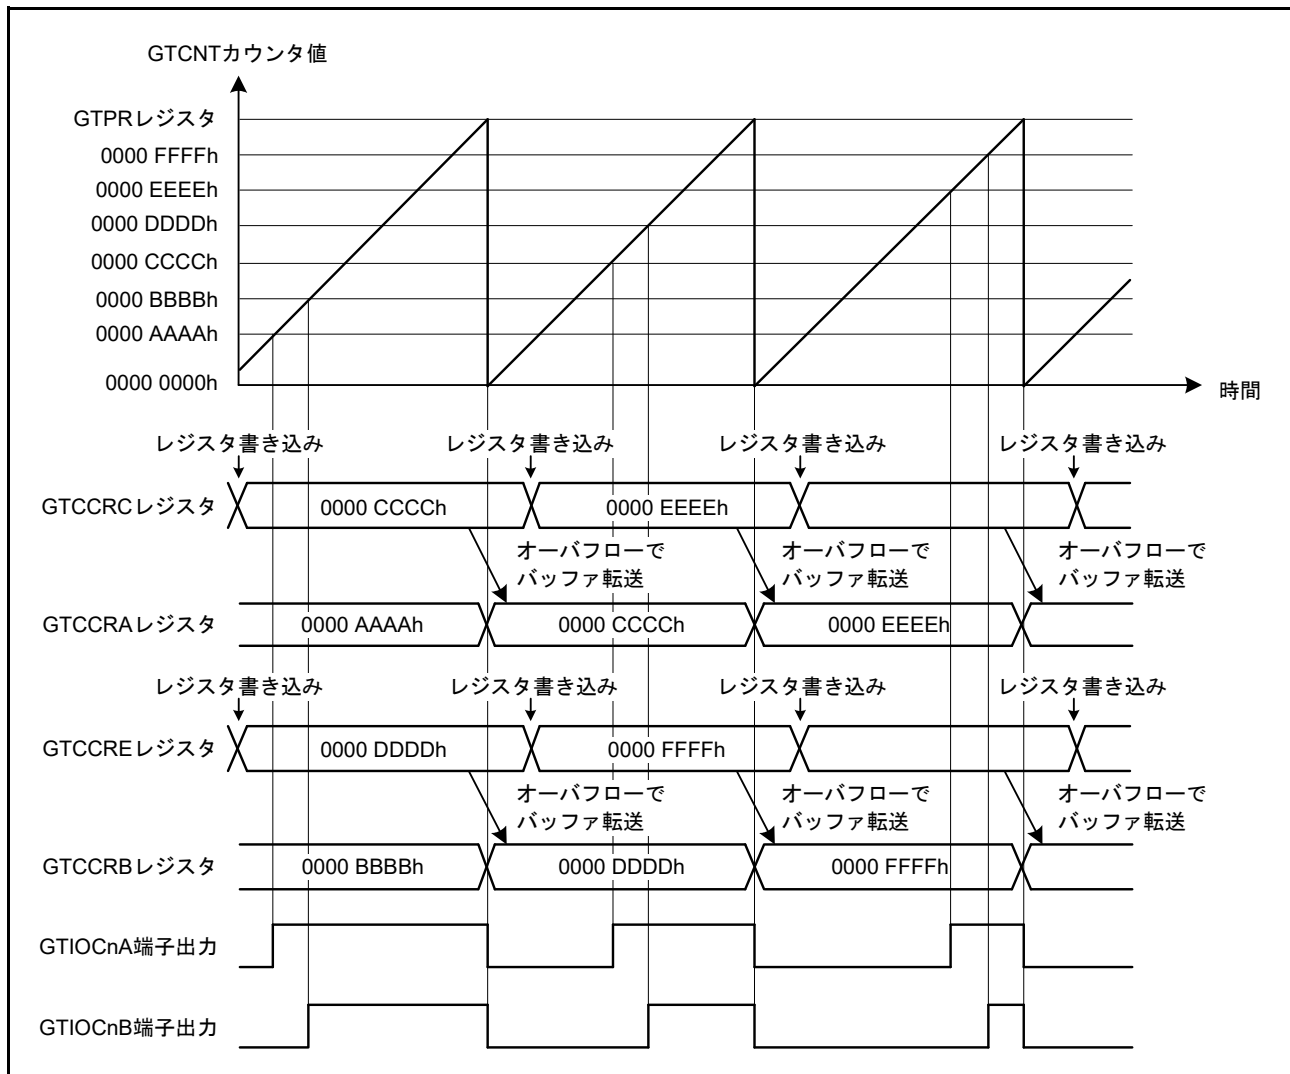 GTCNTカウンタ値
GTPRレジスタ
0000 FFFFh
0000 EEEEh
0000 DDDDh
0000 CCCCh
0000 BBBBh
0000 AAAAh
0000 0000h
時間
レジスタ書き込み レジスタ書き込み レジスタ書き込み レジスタ書き込み
GTCCRCレジスタ 0000 CCCCh 0000 EEEEh
オーバフローで オーバフローで オーバフローで
バッファ転送 バッファ転送 バッファ転送
GTCCRAレジスタ 0000 AAAAh 0000 CCCCh 0000 EEEEh
レジスタ書き込み レジスタ書き込み レジスタ書き込み レジスタ書き込み
GTCCREレジスタ 0000 DDDDh 0000 FFFFh
オーバフローで オーバフローで オーバフローで
バッファ転送 バッファ転送 バッファ転送
GTCCRBレジスタ 0000 BBBBh 0000 DDDDh 0000 FFFFh
GTIOCnA端子出力
GTIOCnB端子出力